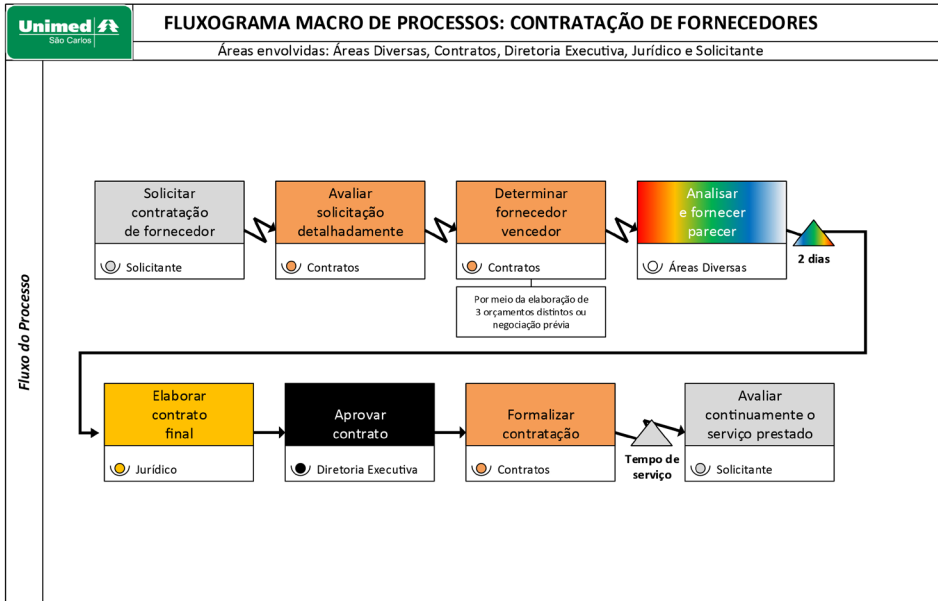 Unimed
São Carlos
FLUXOGRAMA MACRO DE PROCESSOS: CONTRATAÇÃO DE FORNECEDORES
Áreas envolvidas: Áreas Diversas, Contratos, Diretoria Executiva, Jurídico e Solicitante
Fluxo do Processo
Solicitar
contratação
de fornecedor
Solicitante
Avaliar
solicitação
detalhadamente
Contratos
Determinar
fornecedor
vencedor
Contratos
Por meio da elaboração de
3 orçamentos distintos ou
negociação prévia
Analisar
e fornecer
parecer
Áreas Diversas
2 dias
Elaborar
contrato
final
Jurídico
Aprovar
contrato
Diretoria Executiva
Formalizar
contratação
Contratos
Tempo de
serviço
Avaliar
continuamente o
serviço prestado
Solicitante